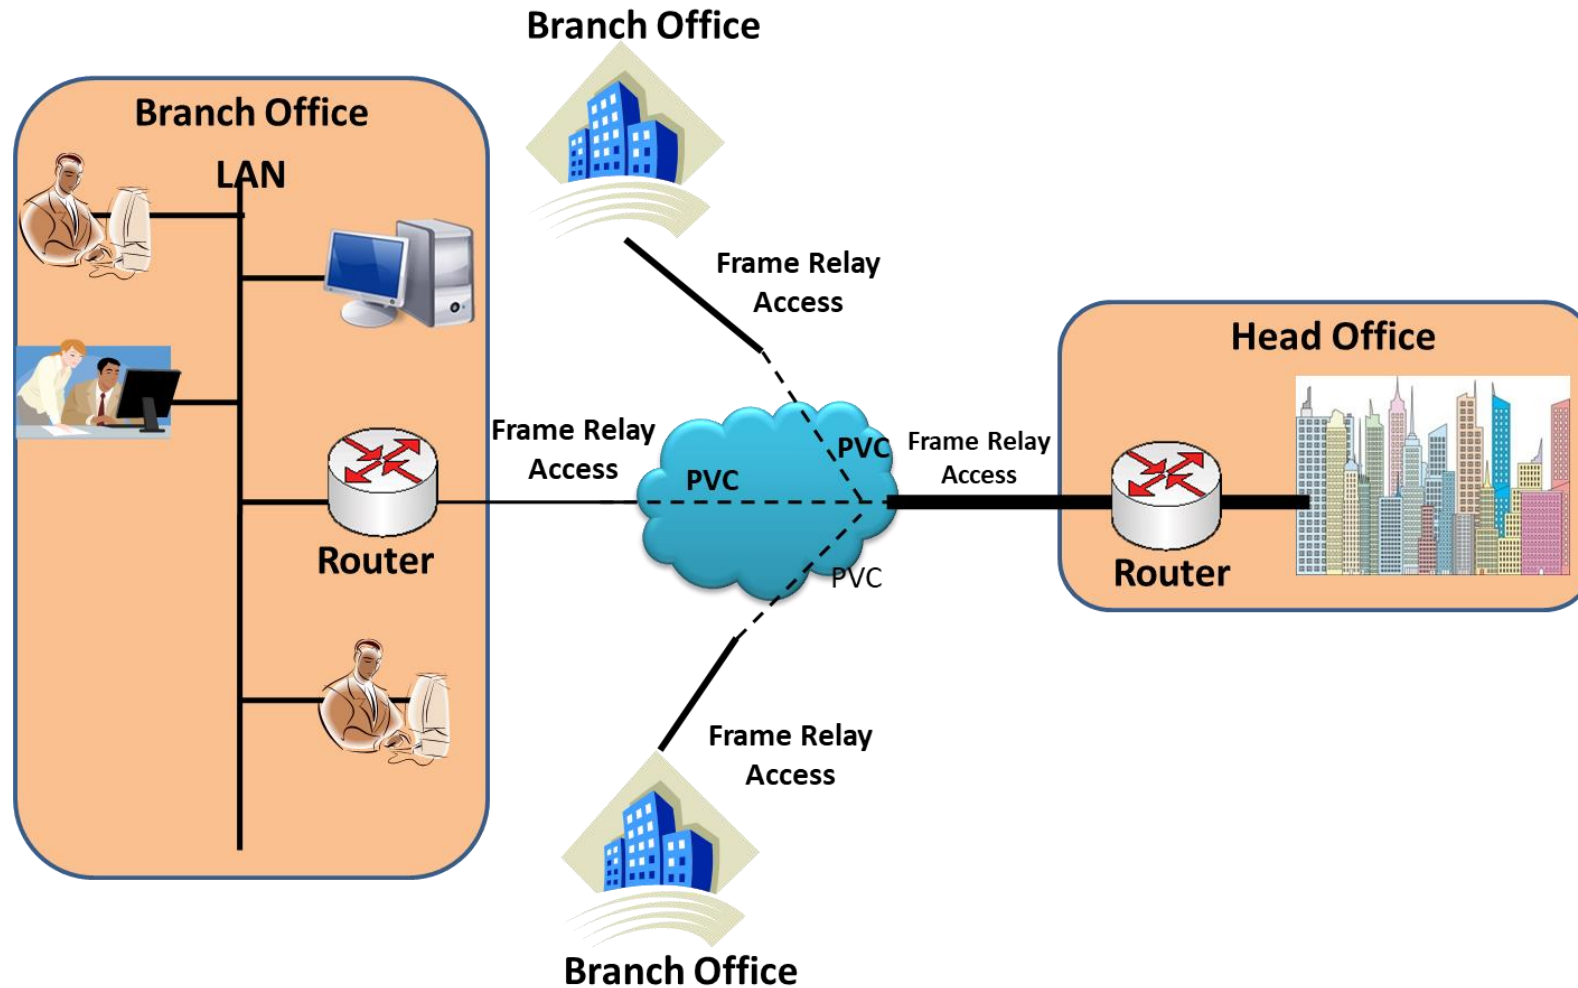 Branch Office
Branch Office
LAN
Router
Frame Relay
Access
Frame Relay
Access
PVC
PVC
PVC
Frame Relay
Access
Head Office
Router
Frame Relay
Access
Branch Office